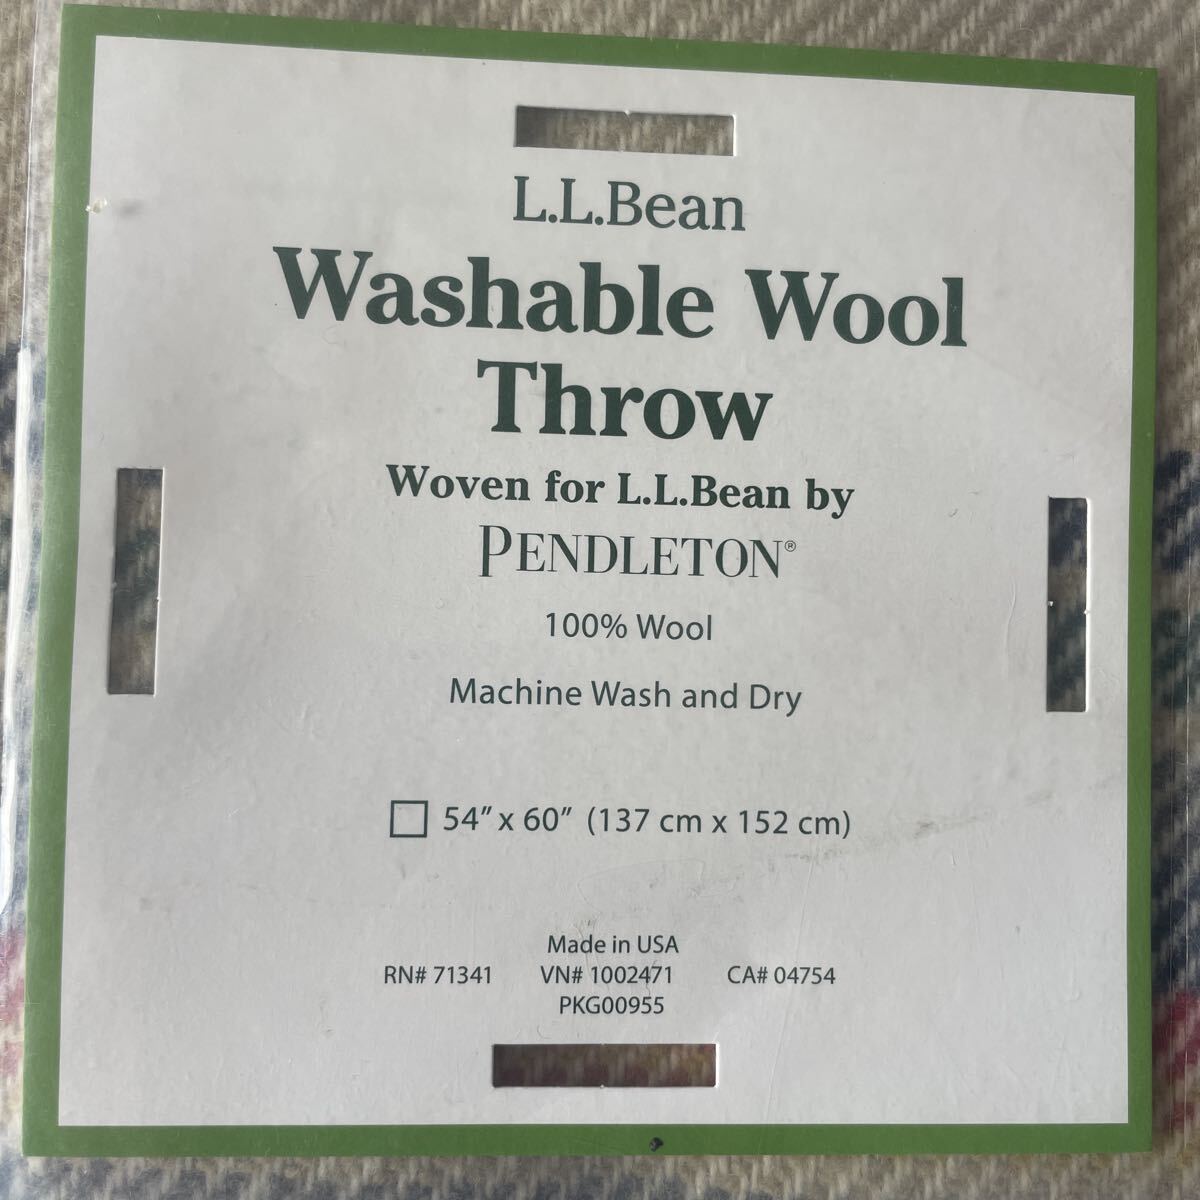 L.L.Bean
Washable Wool
Throw
Woven for L.L.Bean by
PENDLETON®
100% Wool
Machine Wash and Dry
54” x 60” (137 cm x 152 cm)
Made in USA
RN# 71341 VN# 1002471 CA# 04754
PKG00955